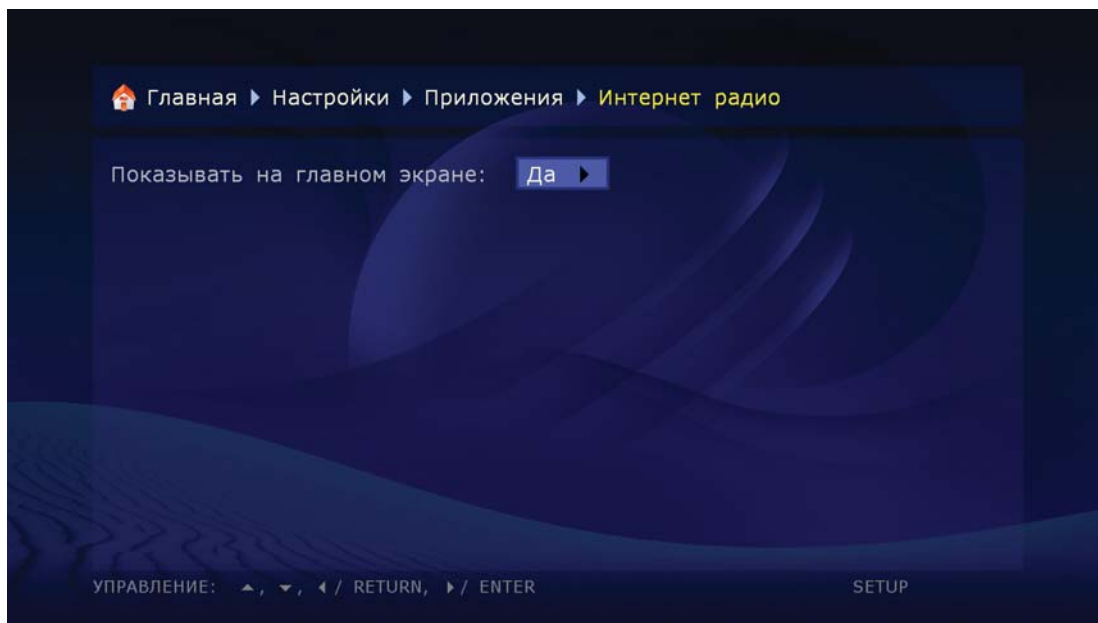 Главная ▶ Настройки ▶ Приложения ▶ Интернет радио
Показывать на главном экране: Да ▶
УПРАВЛЕНИЕ: ▲, ▼, ◀/ RETURN, ▶/ ENTER SETUP